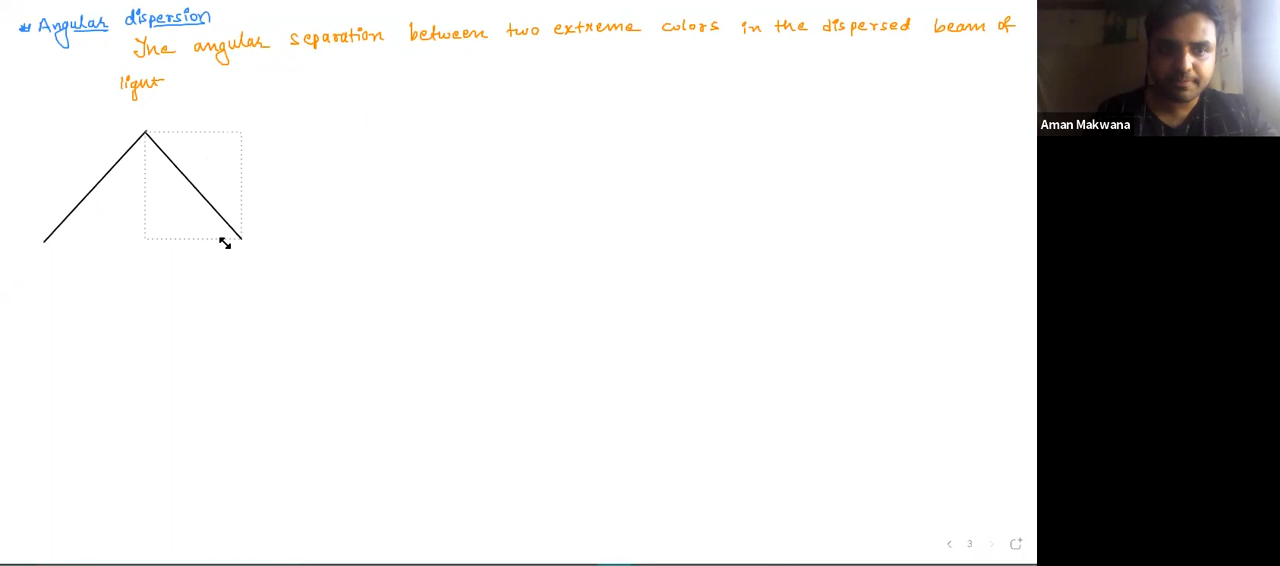 * Angular dispersion
The angular separation between two extreme colors in the dispersed beam of
light
Aman Makwana
< 3 >